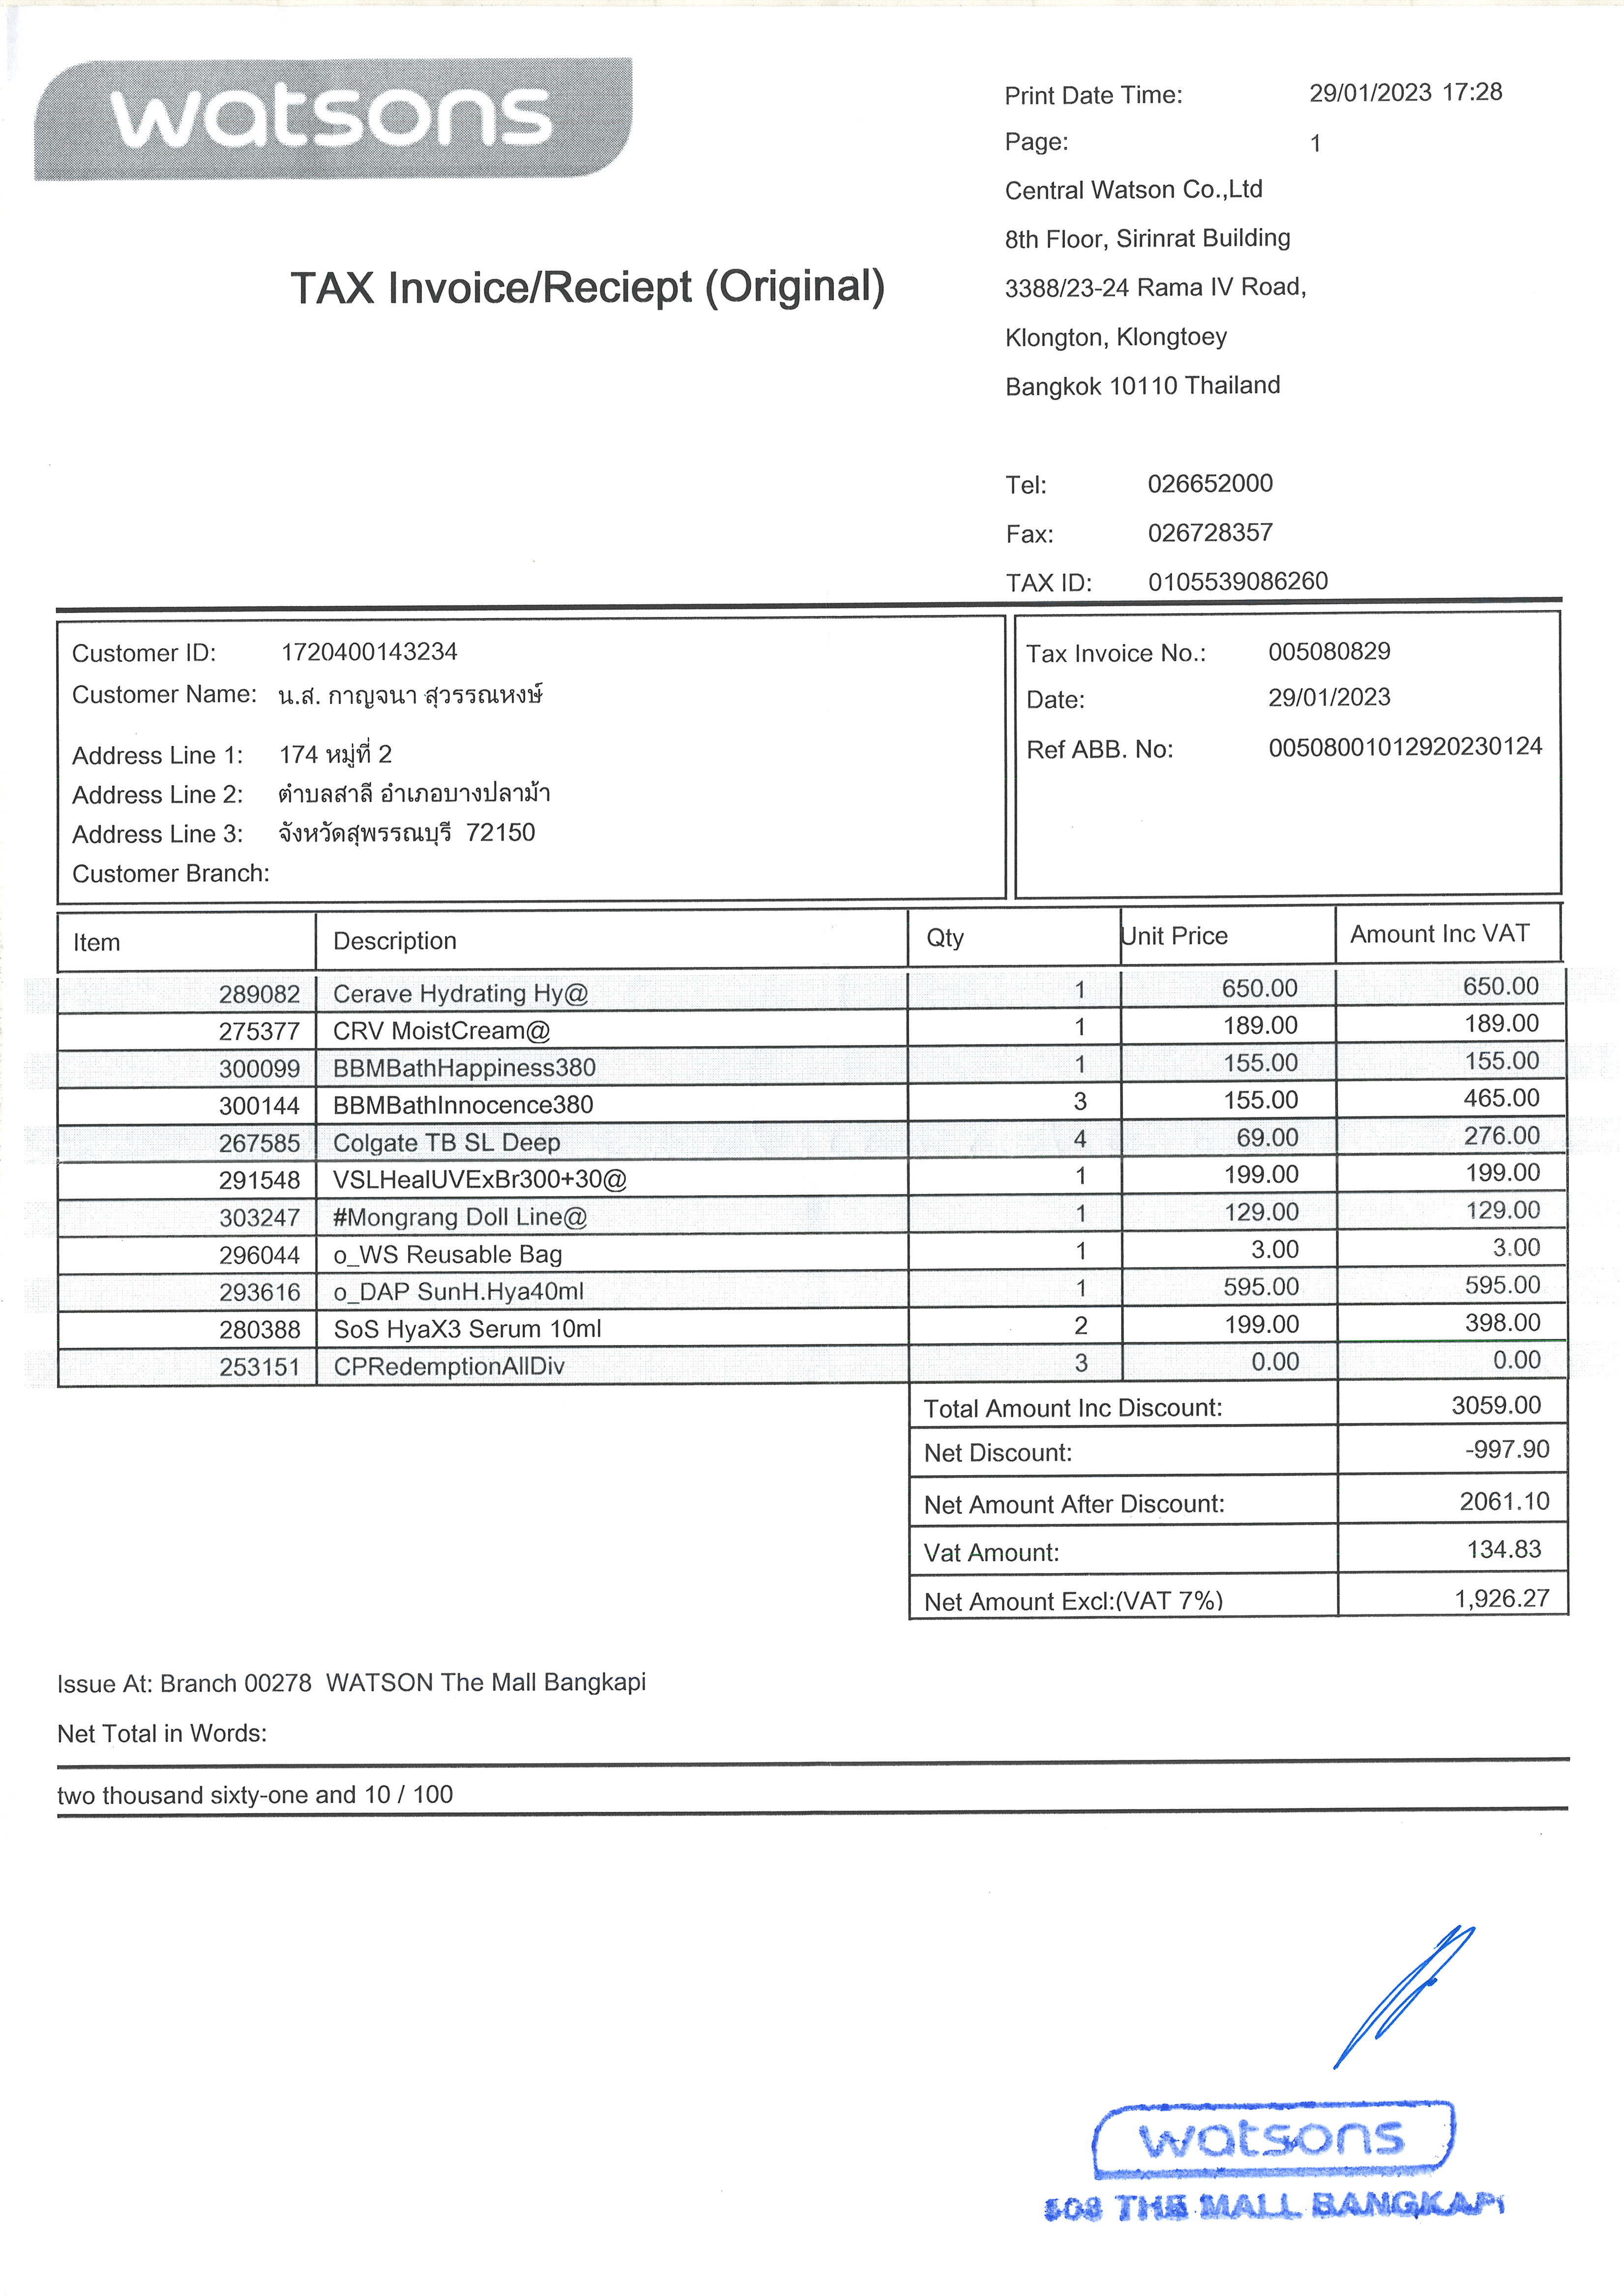 watsons
Print Date Time: 29/01/2023 17:28
Page: 1
Central Watson Co.,Ltd
8th Floor, Sirinrat Building
TAX Invoice/Reciept (Original)
3388/23-24 Rama IV Road,
Klongton, Klongtoey
Bangkok 10110 Thailand
Tel: 026652000
Fax: 026728357
TAX ID: 0105539086260
Customer ID: 1720400143234
Customer Name: น.ส. กาญจนา สุวรรณหงษ์
Address Line 1: 174 หมู่ที่ 2
Address Line 2: ตำบลสาลี อำเภอบางปลาม้า
Address Line 3: จังหวัดสุพรรณบุรี 72150
Customer Branch:
Tax Invoice No.: 005080829
Date: 29/01/2023
Ref ABB. No: 00508001012920230124
Item Description Qty Unit Price Amount Inc VAT
289082 Cerave Hydrating Hy@ 1 650.00 650.00
275377 CRV MoistCream@ 1 189.00 189.00
300099 BBMBathHappiness380 1 155.00 155.00
300144 BBMBathInnocence380 3 155.00 465.00
267585 Colgate TB SL Deep 4 69.00 276.00
291548 VSLHealUVExBr300+30@ 1 199.00 199.00
303247 #Mongrang Doll Line@ 1 129.00 129.00
296044 o_WS Reusable Bag 1 3.00 3.00
293616 o_DAP SunH.Hya40ml 1 595.00 595.00
280388 SoS HyaX3 Serum 10ml 2 199.00 398.00
253151 CPRedemptionAllDiv 3 0.00 0.00
Total Amount Inc Discount: 3059.00
Net Discount: -997.90
Net Amount After Discount: 2061.10
Vat Amount: 134.83
Net Amount Excl:(VAT 7%) 1,926.27
Issue At: Branch 00278 WATSON The Mall Bangkapi
Net Total in Words:
two thousand sixty-one and 10 / 100
watsons
508 THE MALL BANGKAPI